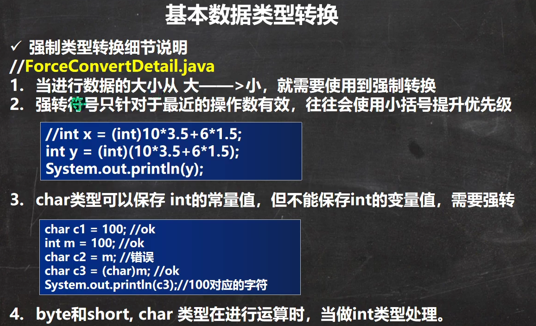 基本数据类型转换
✓ 强制类型转换细节说明
//ForceConvertDetail.java
1. 当进行数据的大小从 大——>小，就需要使用到强制转换
2. 强转符号只针对于最近的操作数有效，往往会使用小括号提升优先级
//int x = (int)10*3.5+6*1.5;
int y = (int)(10*3.5+6*1.5);
System.out.println(y);
3. char类型可以保存 int的常量值，但不能保存int的变量值，需要强转
char c1 = 100; //ok
int m = 100; //ok
char c2 = m; //错误
char c3 = (char)m; //ok
System.out.println(c3);//100对应的字符
4. byte和short, char 类型在进行运算时，当做int类型处理。